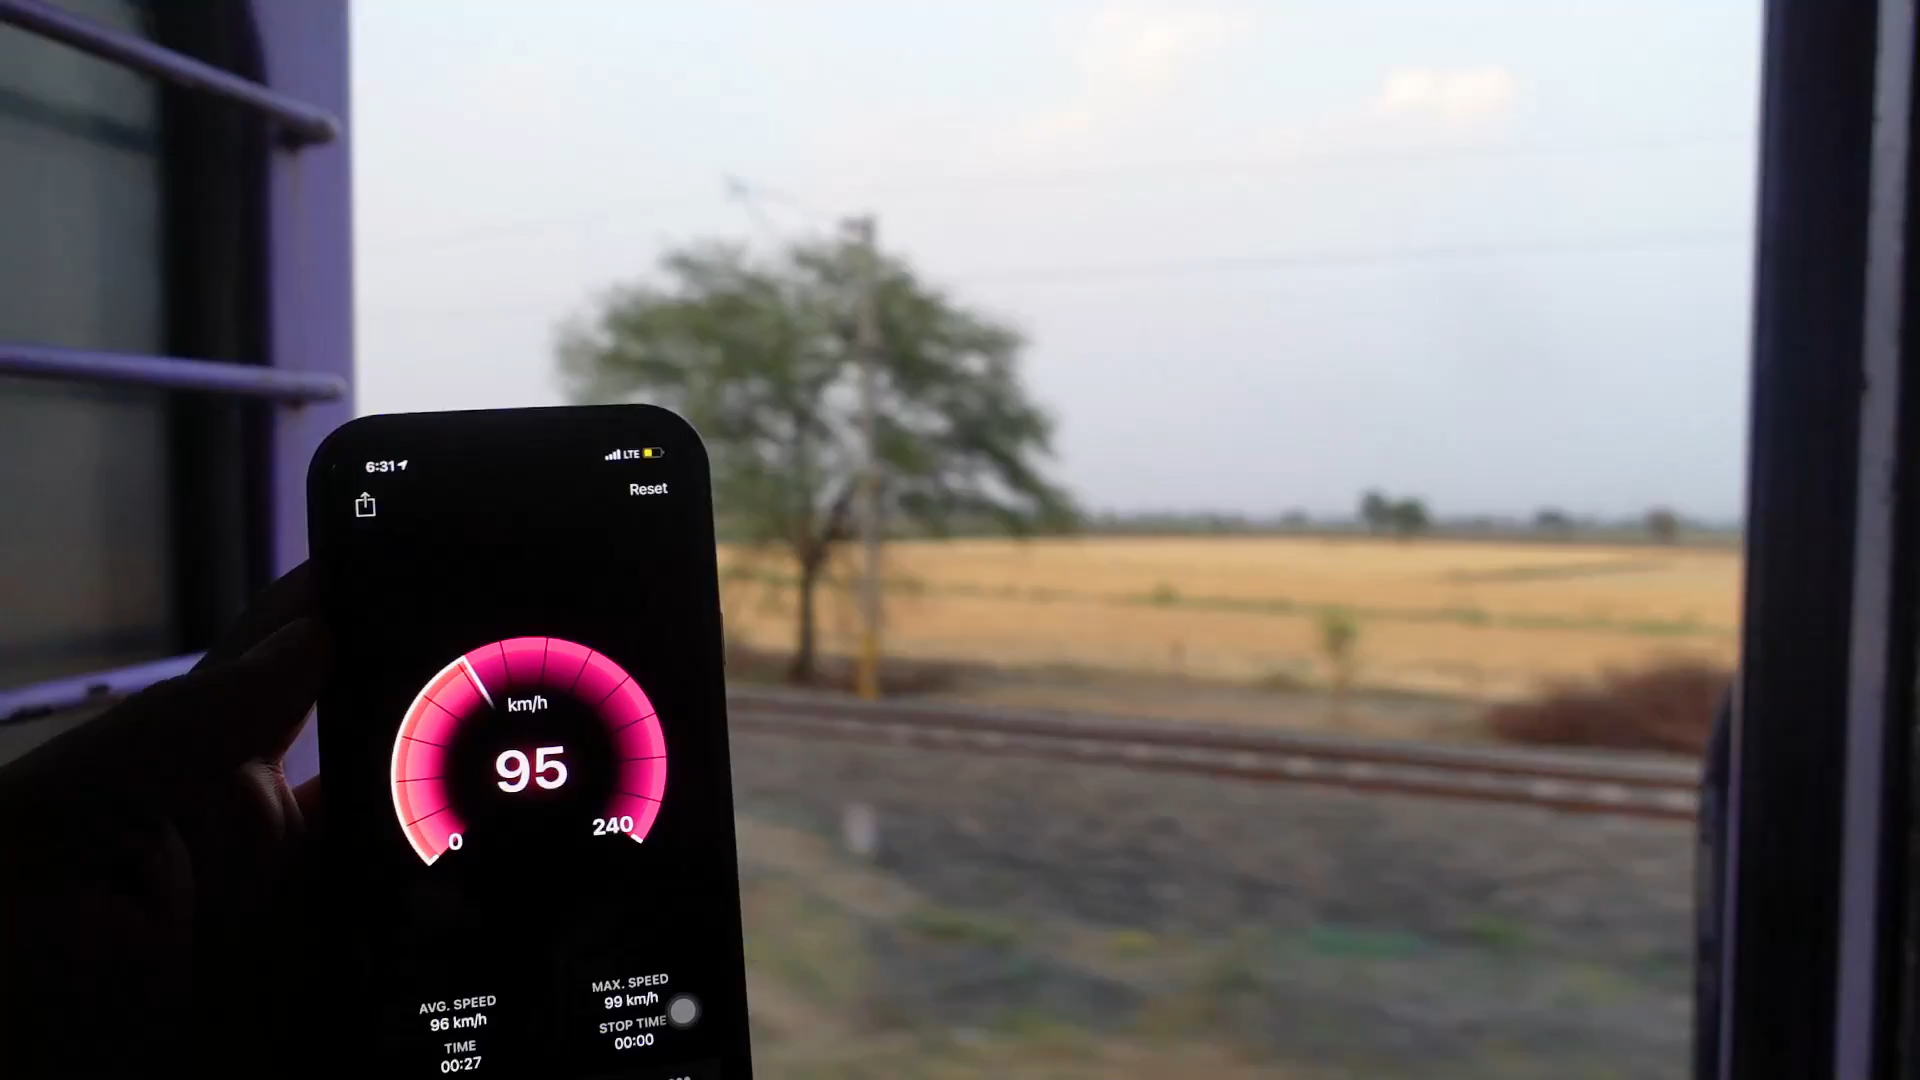 6:31
LTE
Reset
km/h
95
0
240
AVG. SPEED
96 km/h
MAX. SPEED
99 km/h
TIME
00:27
STOP TIME
00:00